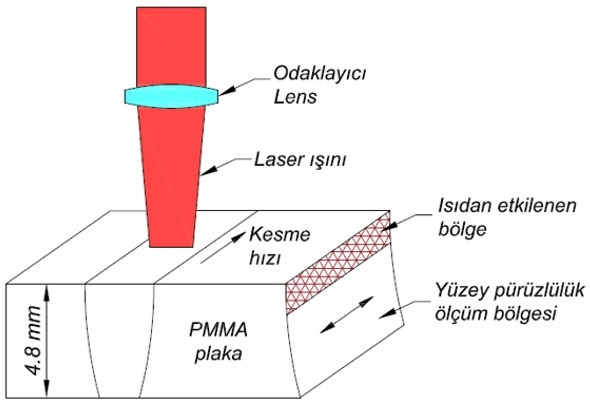 Odaklayıcı
Lens
Laser ışını
Isıdan etkilenen
bölge
Kesme
hızı
Yüzey pürüzlülük
ölçüm bölgesi
PMMA
plaka
4.8 mm